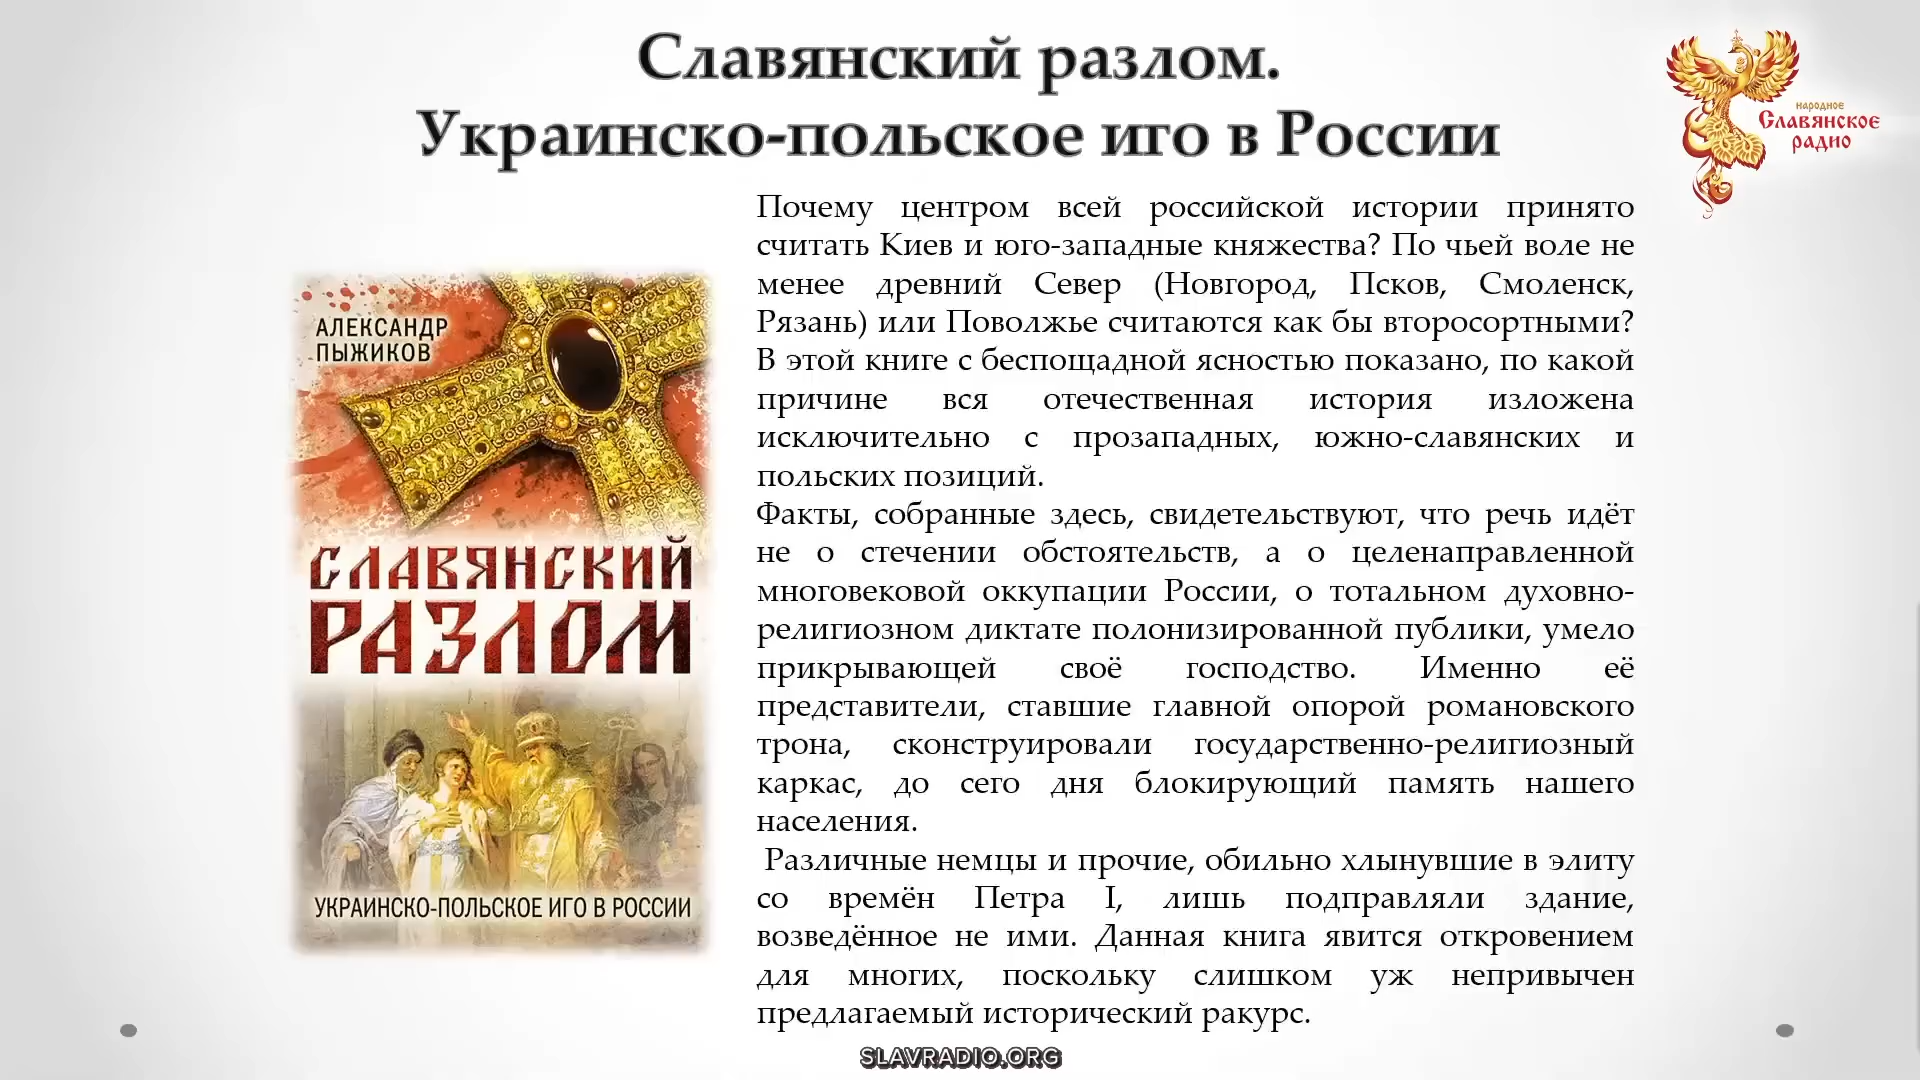 Славянский разлом.
Украинско-польское иго в России
народное
Славянское
радио
АЛЕКСАНДР
ПЫЖИКОВ
СЛАВЯНСКИЙ
РАЗЛОМ
УКРАИНСКО-ПОЛЬСКОЕ ИГО В РОССИИ
Почему центром всей российской истории принято
считать Киев и юго-западные княжества? По чьей воле не
менее древний Север (Новгород, Псков, Смоленск,
Рязань) или Поволжье считаются как бы второсортными?
В этой книге с беспощадной ясностью показано, по какой
причине вся отечественная история изложена
исключительно с прозападных, южно-славянских и
польских позиций.
Факты, собранные здесь, свидетельствуют, что речь идёт
не о стечении обстоятельств, а о целенаправленной
многовековой оккупации России, о тотальном духовно-
религиозном диктате полонизированной публики, умело
прикрывающей своё господство. Именно её
представители, ставшие главной опорой романовского
трона, сконструировали государственно-религиозный
каркас, до сего дня блокирующий память нашего
населения.
Различные немцы и прочие, обильно хлынувшие в элиту
со времён Петра I, лишь подправляли здание,
возведённое не ими. Данная книга явится откровением
для многих, поскольку слишком уж непривычен
предлагаемый исторический ракурс.
SLAVRADIO.ORG